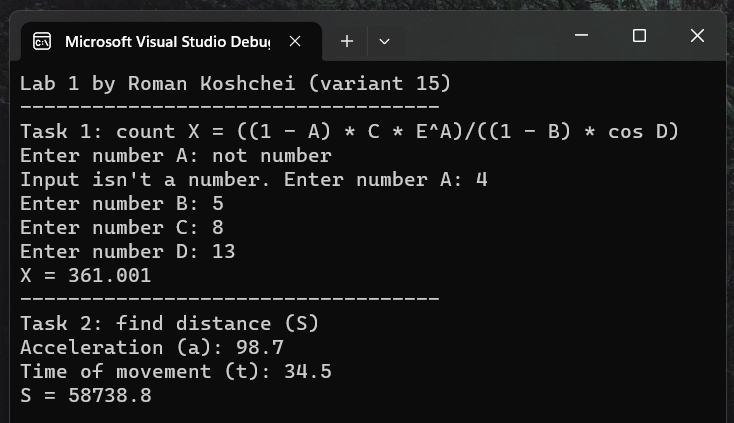 Microsoft Visual Studio Debug
Lab 1 by Roman Koshchei (variant 15)
-----------------------------------
Task 1: count X = ((1 - A) * C * E^A)/((1 - B) * cos D)
Enter number A: not number
Input isn't a number. Enter number A: 4
Enter number B: 5
Enter number C: 8
Enter number D: 13
X = 361.001
-----------------------------------
Task 2: find distance (S)
Acceleration (a): 98.7
Time of movement (t): 34.5
S = 58738.8